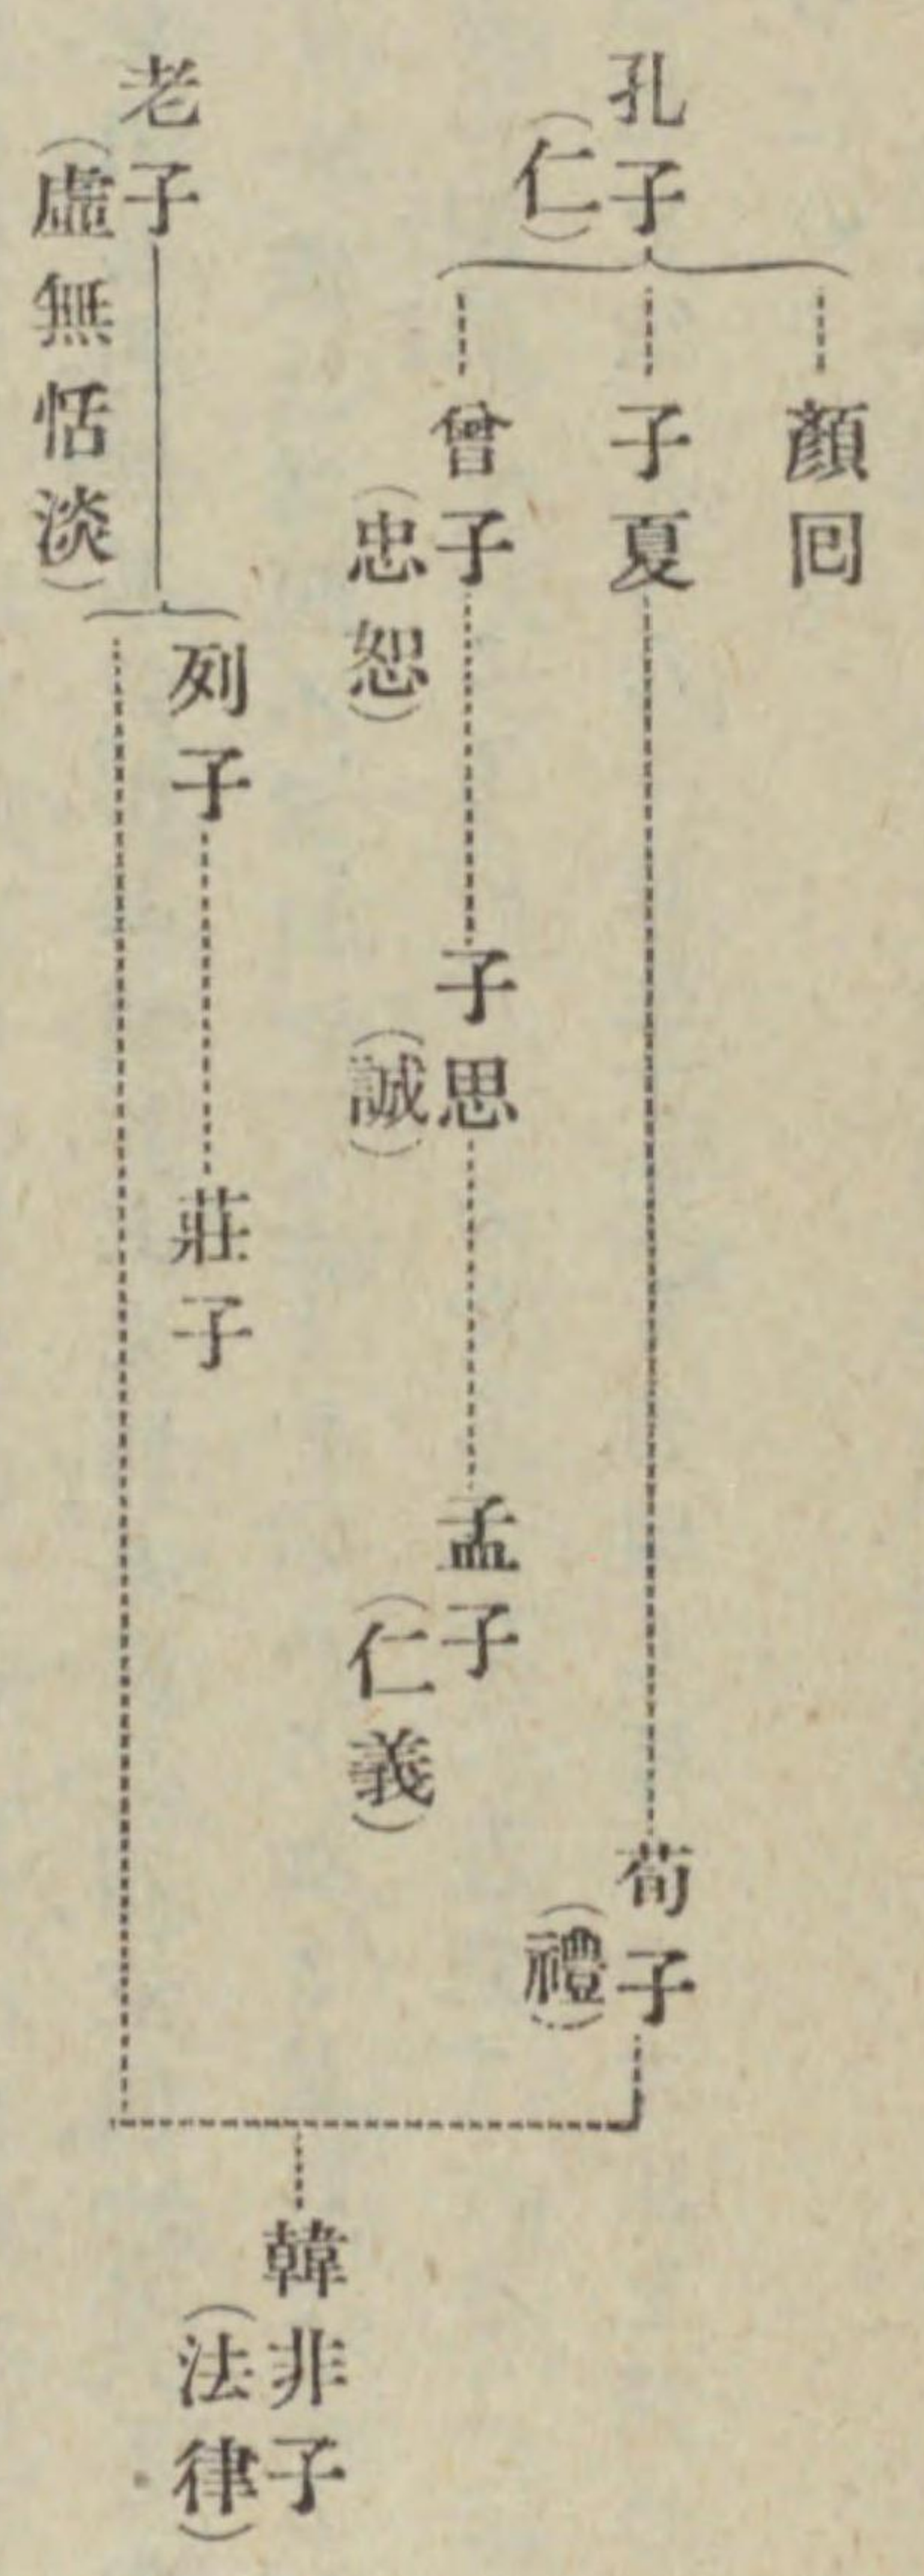 顏回
孔子
(仁)
子夏
荀子
(禮)
曾子
(忠恕)
子思
(誠)
孟子
(仁義)
韓非子
(法律)
列子
莊子
老子
(虛無恬淡)